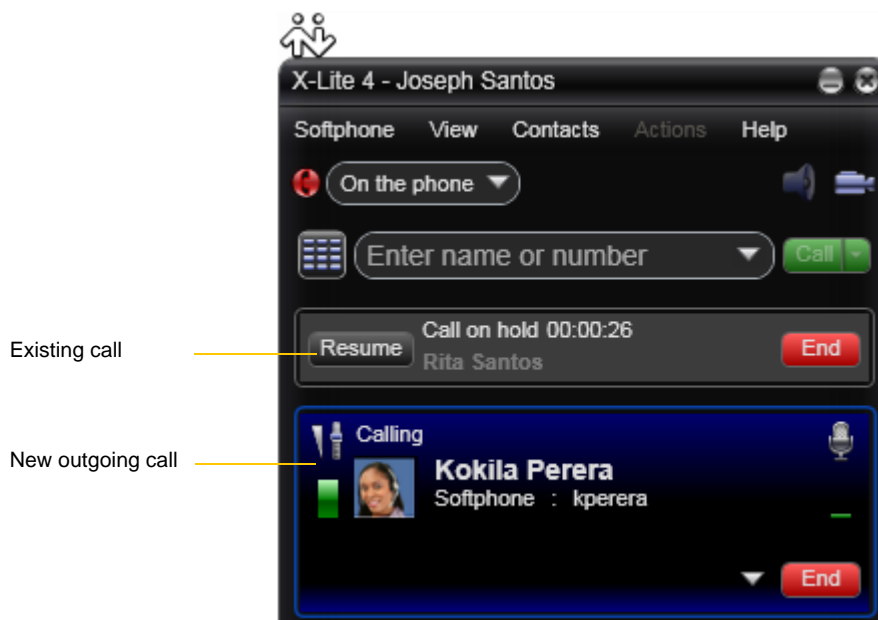 X-Lite 4 - Joseph Santos
Softphone View Contacts Actions Help
On the phone
Enter name or number Call
Existing call
Resume Call on hold 00:00:26 End
Rita Santos
Calling
New outgoing call
Kokila Perera
Softphone : kperera
End